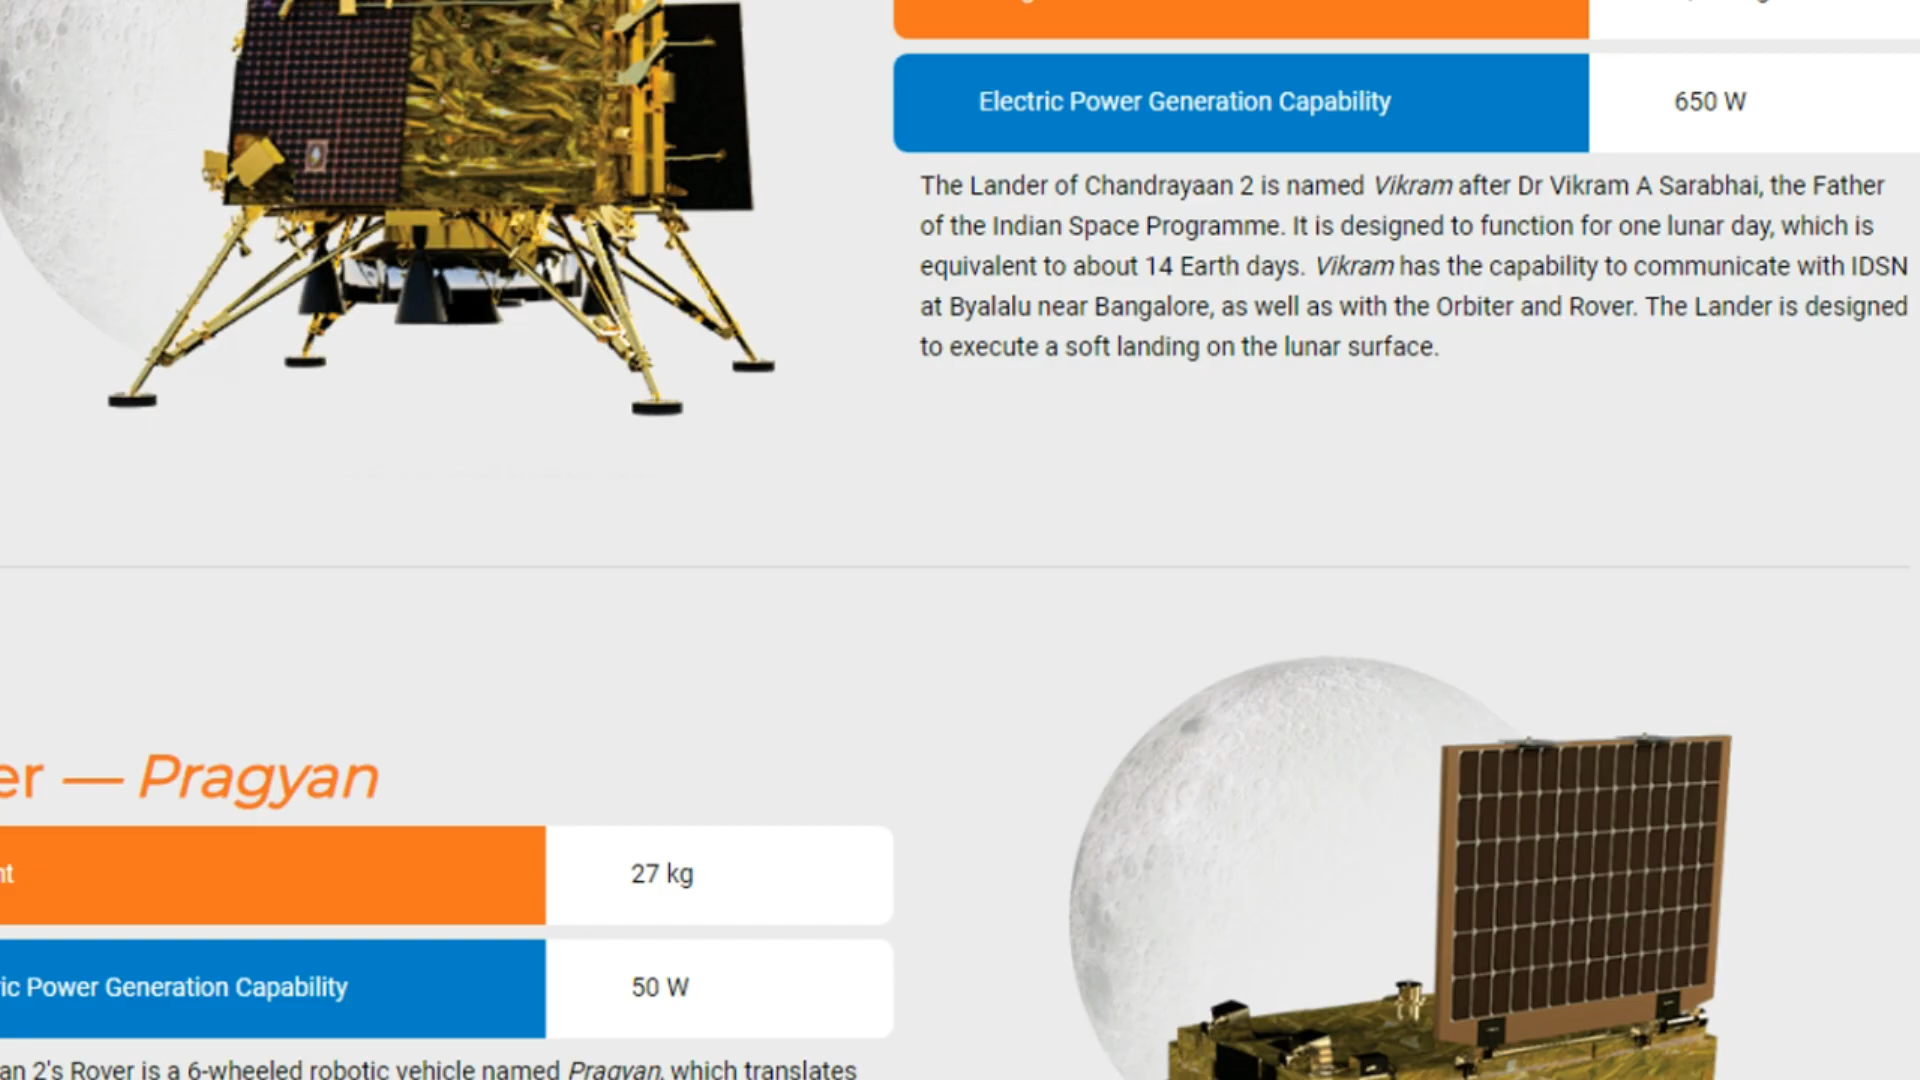 Electric Power Generation Capability 650 W
The Lander of Chandrayaan 2 is named Vikram after Dr Vikram A Sarabhai, the Father
of the Indian Space Programme. It is designed to function for one lunar day, which is
equivalent to about 14 Earth days. Vikram has the capability to communicate with IDSN
at Byalalu near Bangalore, as well as with the Orbiter and Rover. The Lander is designed
to execute a soft landing on the lunar surface.
er — Pragyan
nt 27 kg
ric Power Generation Capability 50 W
an 2's Rover is a 6-wheeled robotic vehicle named Pragyan, which translates